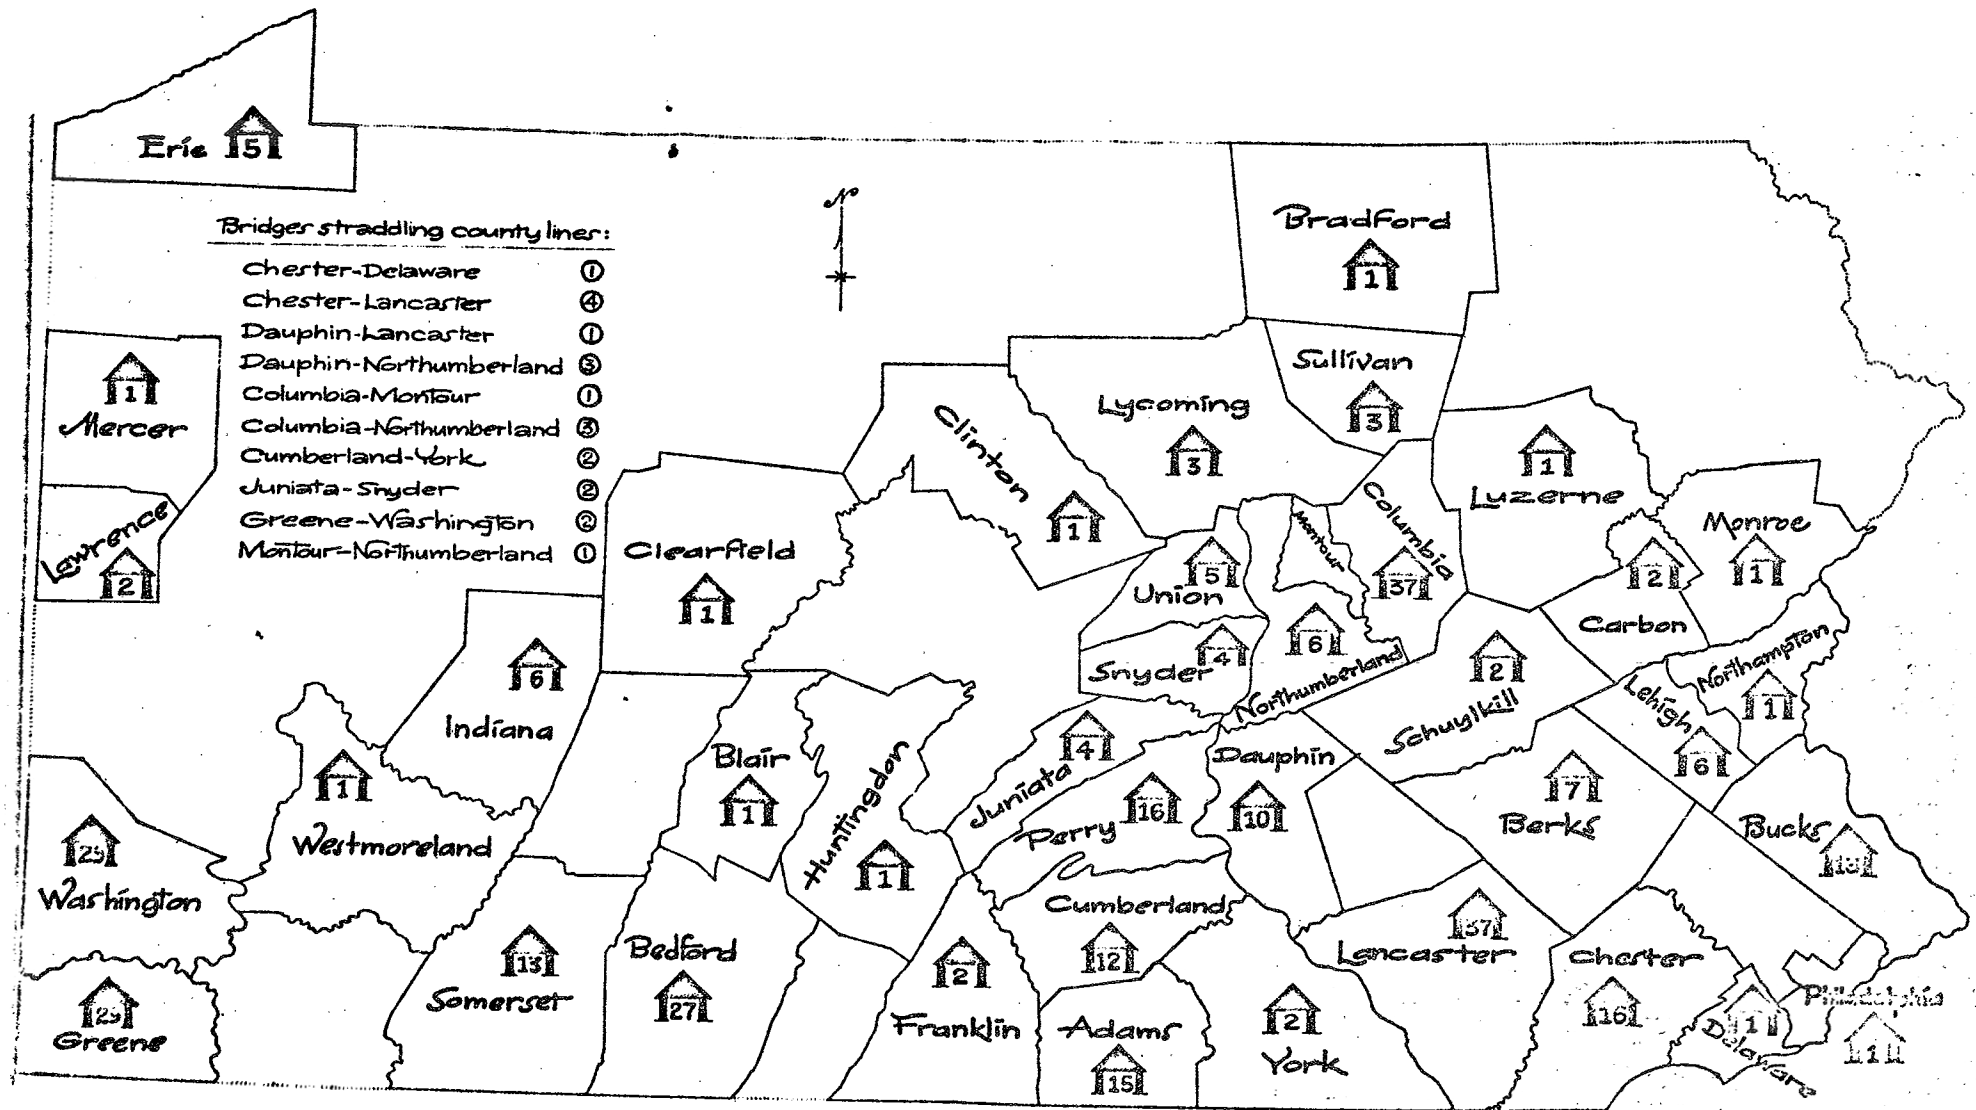 N
Erie 5
Bradford
1
Bridges straddling county lines:
Chester-Delaware 1
Chester-Lancaster 4
Dauphin-Lancaster 1
Dauphin-Northumberland 3
Columbia-Montour 1
Columbia-Northumberland 3
Cumberland-York 2
Juniata-Snyder 2
Greene-Washington 2
Montour-Northumberland 1
Sullivan
3
1
Mercer
Lycoming
3
Clinton
1
1
Luzerne
Columbia
37
Montour
Monroe
1
Lawrence
2
Clearfield
1
5
Union
2
Carbon
6
Indiana
Snyder 4
6
Northumberland
2
Schuylkill
Northampton
1
Lehigh
6
Blair
1
Huntingdon
1
4
Juniata
Perry 16
Dauphin
10
7
Berks
Bucks
1
Westmoreland
Washington
Cumberland
12
37
Lancaster
Chester
16
13
Somerset
Bedford
27
2
Franklin
Adams
15
2
York
Philadelphia
1
1
Delaware
Greene